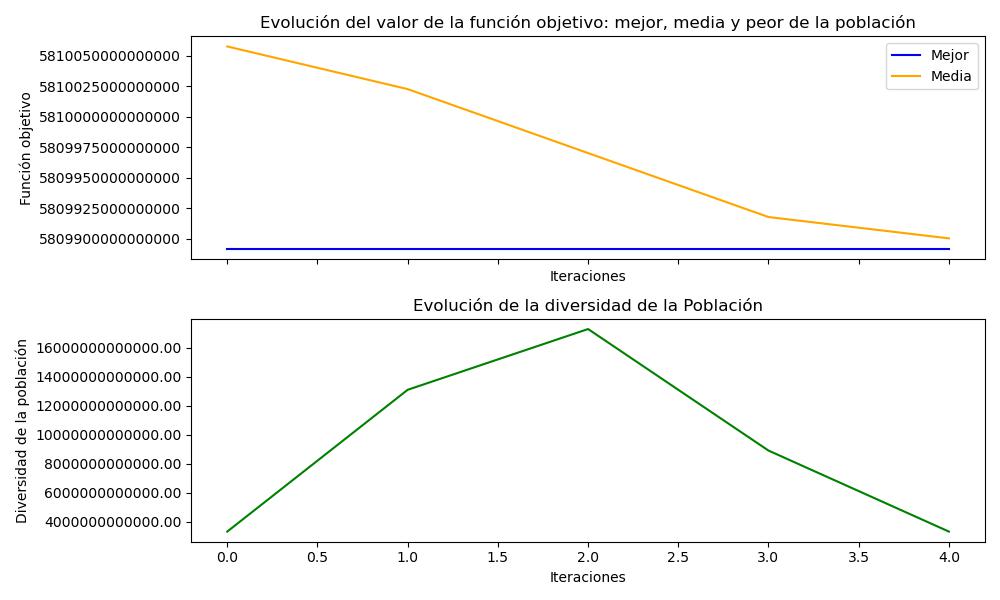 Evolución del valor de la función objetivo: mejor, media y peor de la población
Función objetivo
5810050000000000
5810025000000000
5810000000000000
5809975000000000
5809950000000000
5809925000000000
5809900000000000
Mejor
Media
Iteraciones
Evolución de la diversidad de la Población
Diversidad de la población
16000000000000.00
14000000000000.00
12000000000000.00
10000000000000.00
8000000000000.00
6000000000000.00
4000000000000.00
0.0 0.5 1.0 1.5 2.0 2.5 3.0 3.5 4.0
Iteraciones